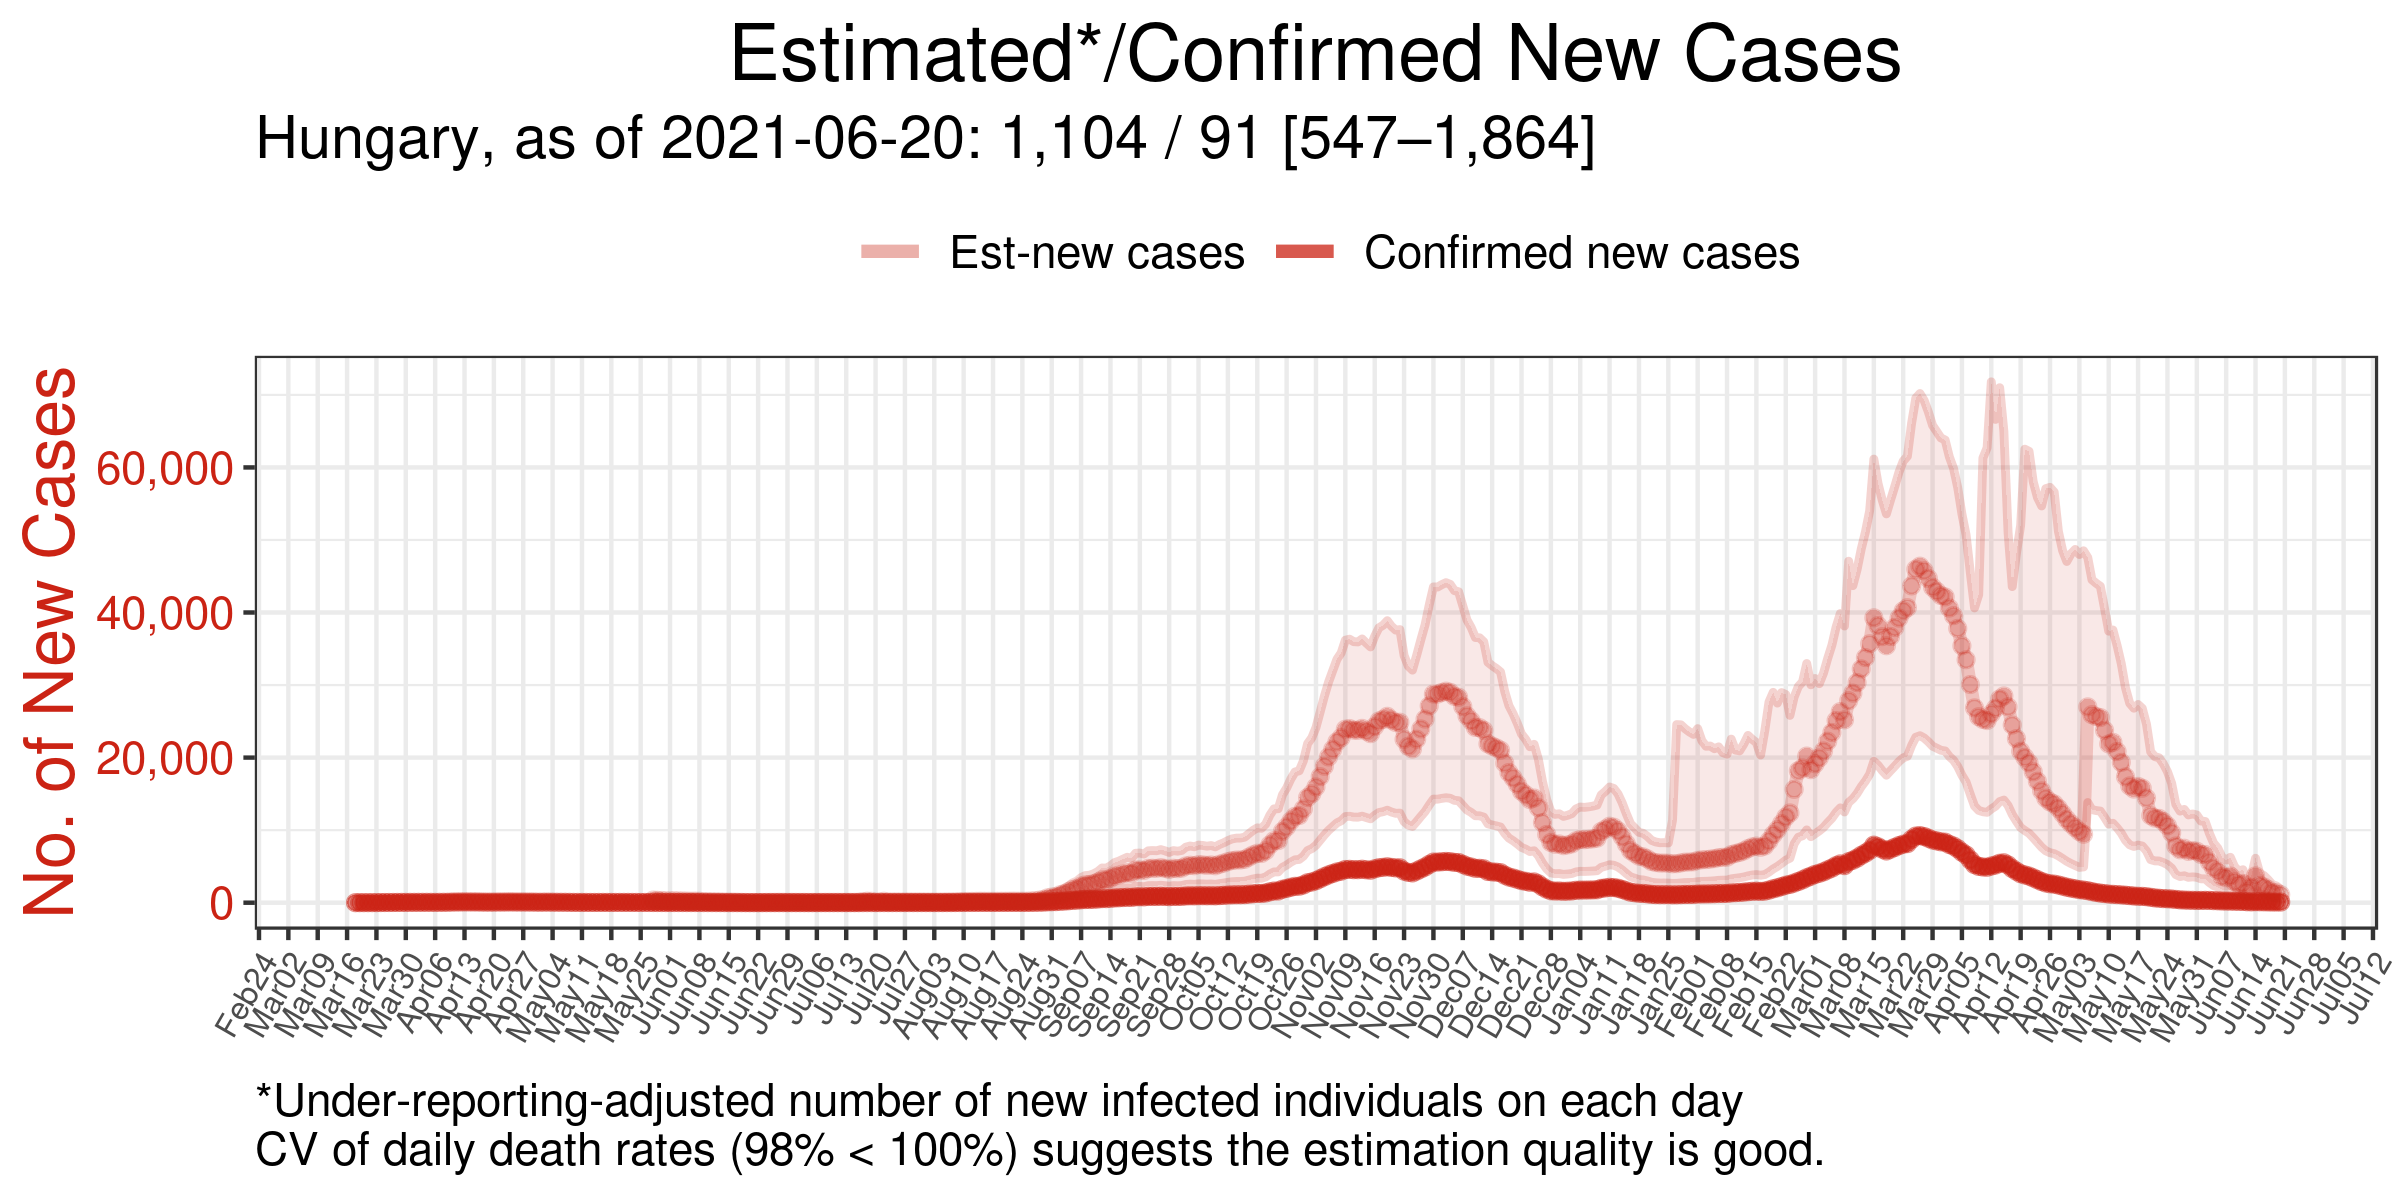 Estimated*/Confirmed New Cases
Hungary, as of 2021-06-20: 1,104 / 91 [547–1,864]
Est-new cases Confirmed new cases
No. of New Cases
60,000
40,000
20,000
0
Feb24 Mar02 Mar09 Mar16 Mar23 Mar30 Apr06 Apr13 Apr20 Apr27 May04 May11 May18 May25 Jun01 Jun08 Jun15 Jun22 Jun29 Jul06 Jul13 Jul20 Jul27 Aug03 Aug10 Aug17 Aug24 Aug31 Sep07 Sep14 Sep21 Sep28 Oct05 Oct12 Oct19 Oct26 Nov02 Nov09 Nov16 Nov23 Nov30 Dec07 Dec14 Dec21 Dec28 Jan04 Jan11 Jan18 Jan25 Feb01 Feb08 Feb15 Feb22 Mar01 Mar08 Mar15 Mar22 Mar29 Apr05 Apr12 Apr19 Apr26 May03 May10 May17 May24 May31 Jun07 Jun14 Jun21 Jun28 Jul05 Jul12
*Under-reporting-adjusted number of new infected individuals on each day
CV of daily death rates (98% < 100%) suggests the estimation quality is good.